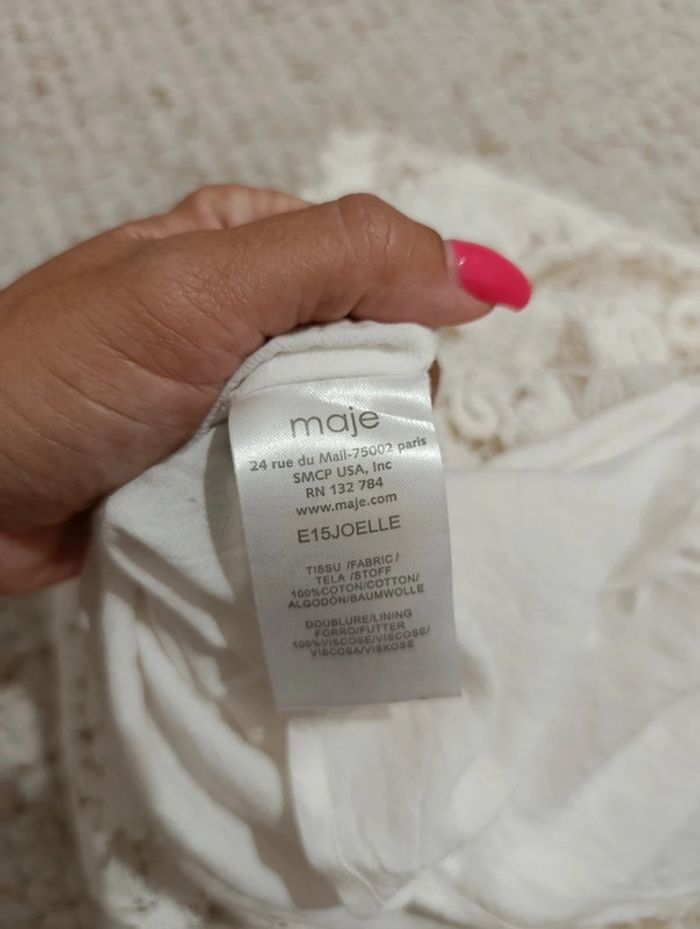 maje
24 rue du Mail-75002 paris
SMCP USA, Inc
RN 132 784
www.maje.com
E15JOELLE
TISSU /FABRIC /
TELA /STOFF
100%COTON/COTTON/
ALGODÓN/BAUMWOLLE
DOUBLURE/LINING
FORRO/FUTTER
100%VISCOSE/VISCOSE/
VISCOSA/VISKOSE